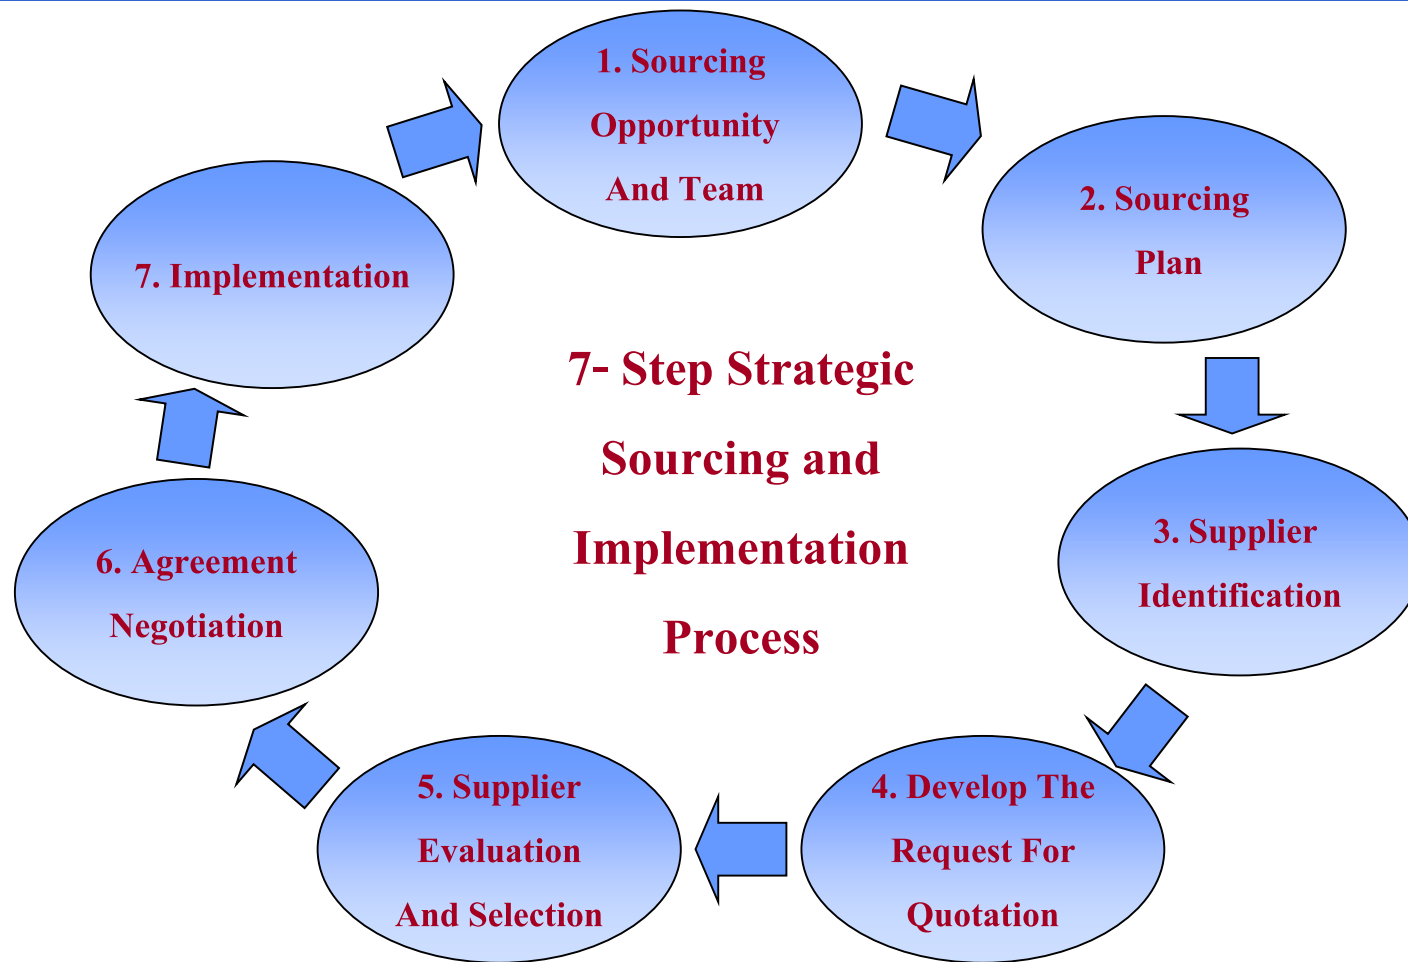 1. Sourcing
Opportunity
And Team
2. Sourcing
Plan
3. Supplier
Identification
4. Develop The
Request For
Quotation
5. Supplier
Evaluation
And Selection
6. Agreement
Negotiation
7. Implementation
7- Step Strategic
Sourcing and
Implementation
Process